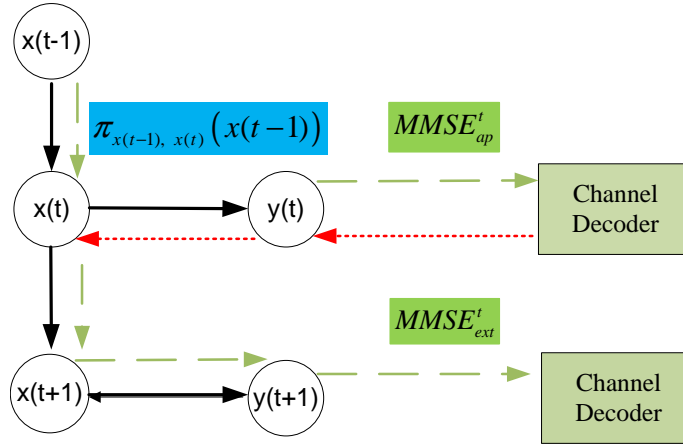 x(t-1)
π_{x(t-1), x(t)}(x(t-1))
MMSE^t_{ap}
x(t)
y(t)
Channel
Decoder
MMSE^t_{ext}
x(t+1)
y(t+1)
Channel
Decoder